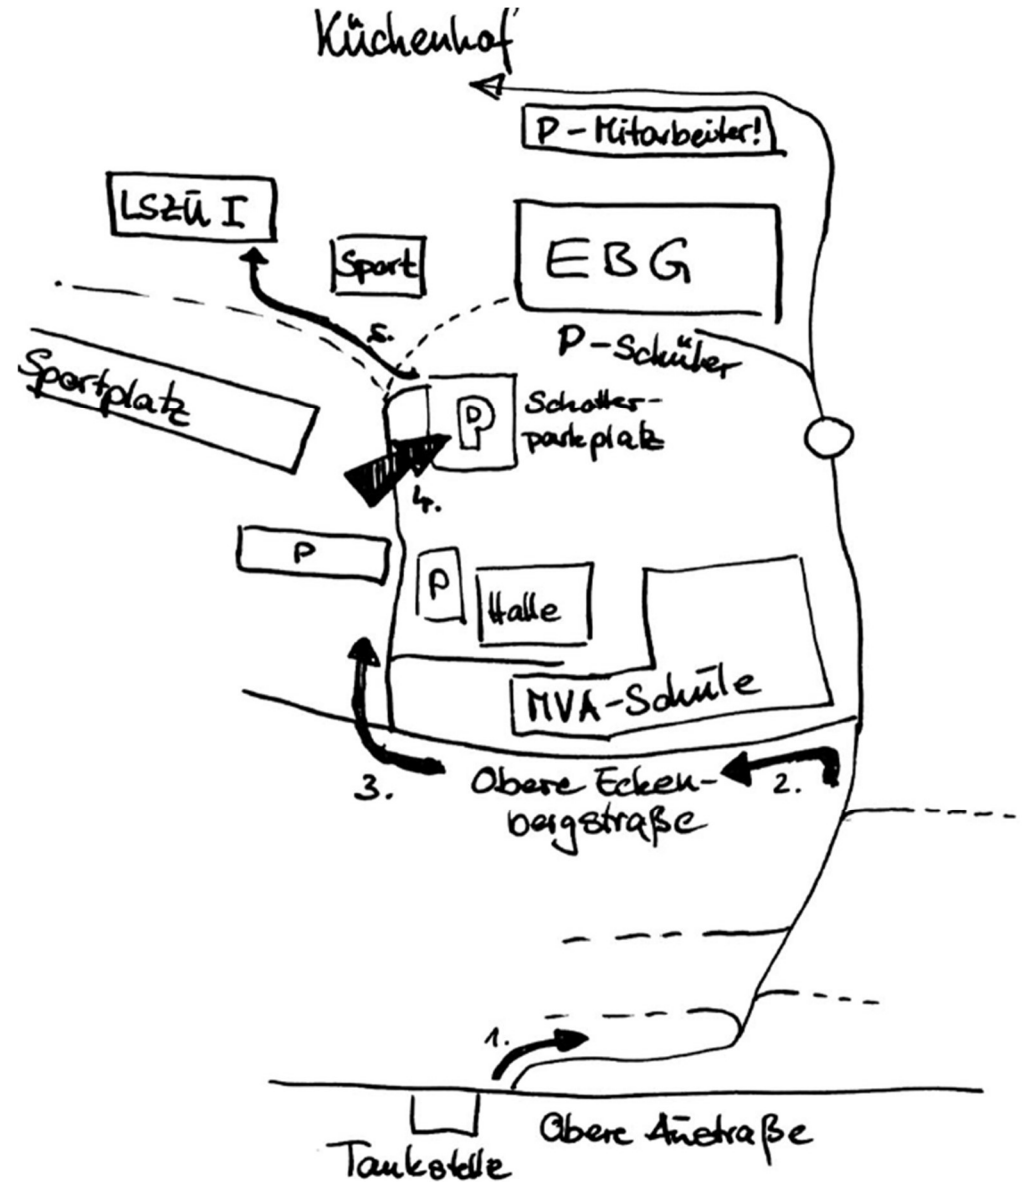 Küchenhof
P-Mitarbeiter!
LSZÜ I
Sport
EBG
5.
P-Schüler
Sportplatz
P
Schotter-
parkplatz
4.
P
P
Halle
MVA-Schule
3.
Obere Ecken-
bergstraße
2.
1.
Obere Austraße
Tankstelle